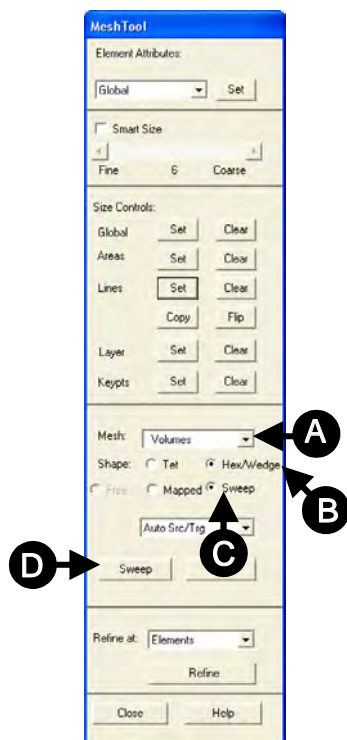 MeshTool
Element Attributes:
Global Set
Smart Size
Fine 6 Coarse
Size Controls:
Global Set Clear
Areas Set Clear
Lines Set Clear
Copy Flip
Layer Set Clear
Keypts Set Clear
Mesh: Volumes A
Shape: Tet Hex/Wedge B
Free Mapped Sweep
Auto Src/Trg C
D Sweep
Refine at: Elements
Refine
Close Help